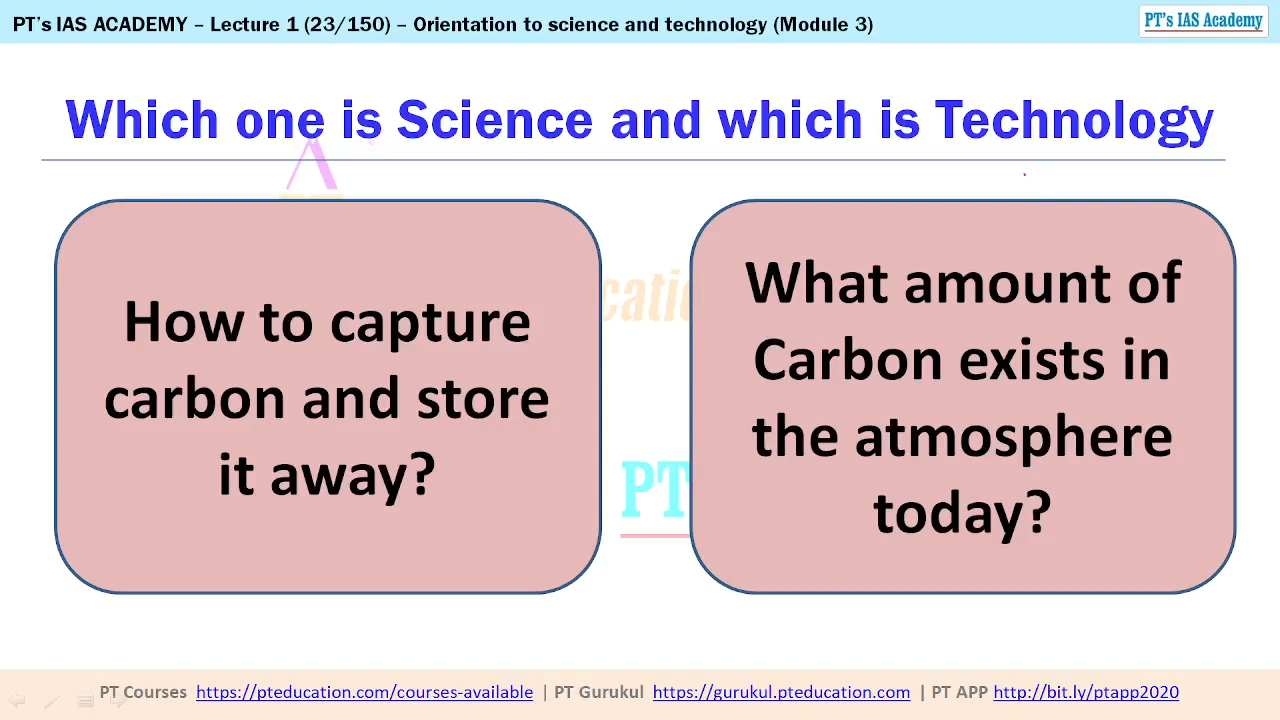 PT's IAS ACADEMY – Lecture 1 (23/150) – Orientation to science and technology (Module 3)
PT's IAS Academy
Which one is Science and which is Technology
How to capture
carbon and store
it away?
What amount of
Carbon exists in
the atmosphere
today?
PT
PT Courses https://pteducation.com/courses-available | PT Gurukul https://gurukul.pteducation.com | PT APP http://bit.ly/ptapp2020